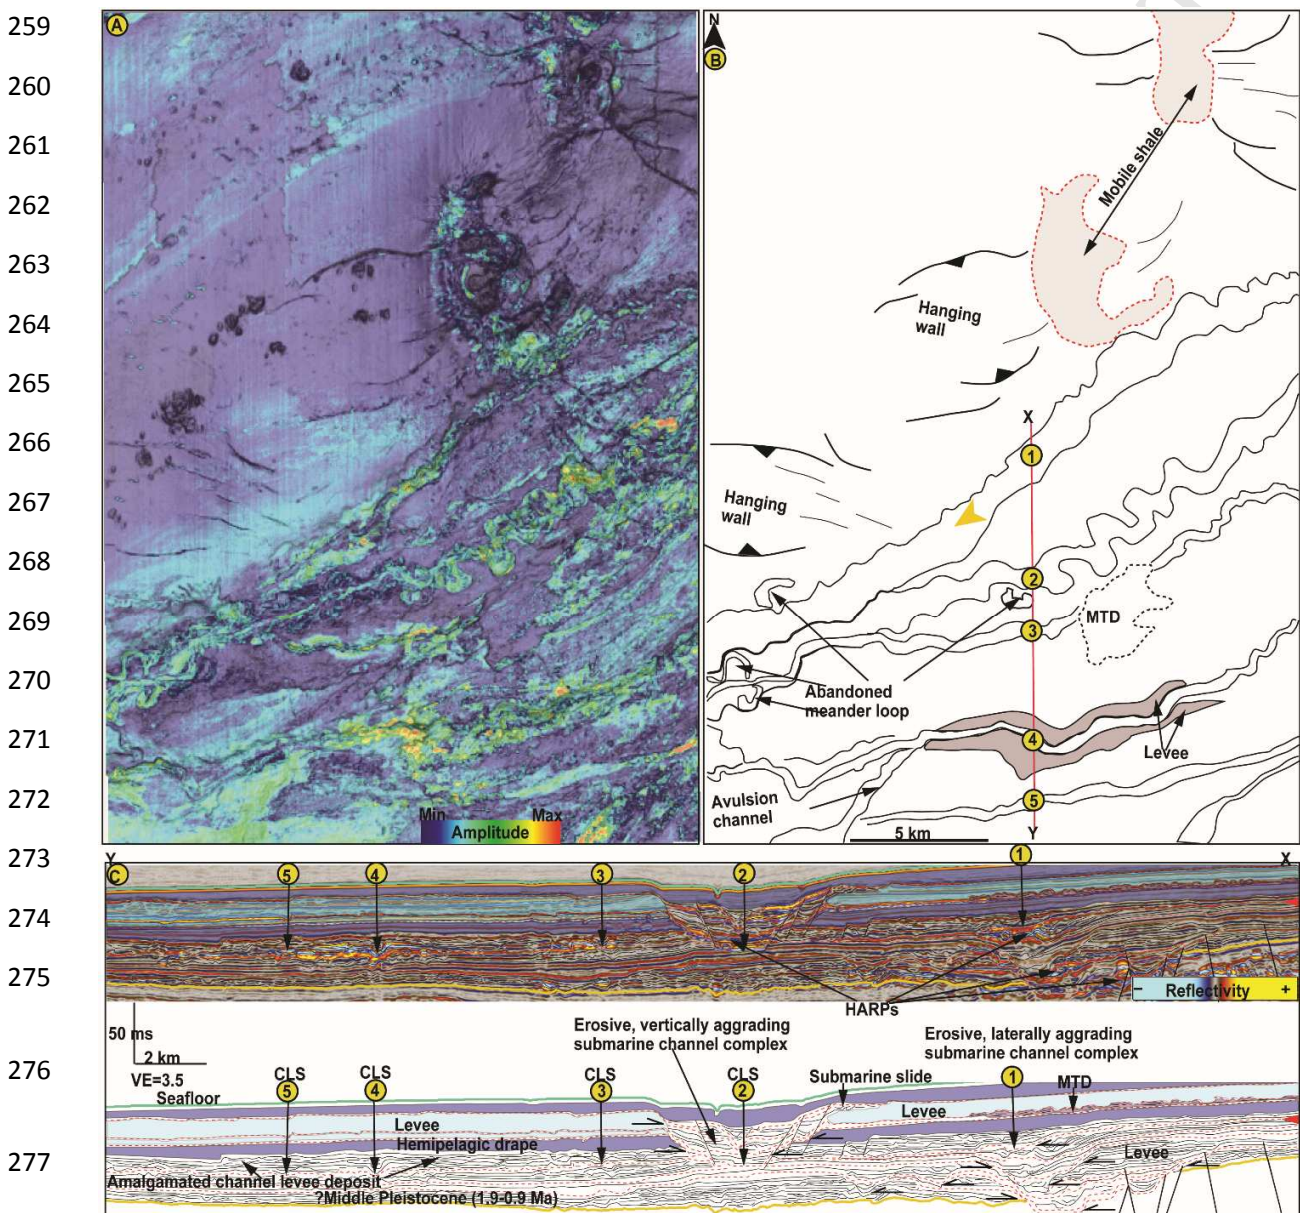 259
260
261
262
263
264
265
266
267
268
269
270
271
272
273
274
275
276
277
A
Min
Max
Amplitude
N
B
Mobile shale
Hanging
wall
X
1
Hanging
wall
2
MTD
3
Abandoned
meander loop
4
Levee
5
Avulsion
channel
5 km
Y
Y
C
5
4
3
2
1
X
HARPs
- Reflectivity +
50 ms
2 km
VE=3.5
Seafloor
Erosive, vertically aggrading
submarine channel complex
Erosive, laterally aggrading
submarine channel complex
CLS
5
CLS
4
CLS
3
CLS
2
Submarine slide
1
MTD
Levee
Levee
Hemipelagic drape
Levee
Amalgamated channel levee deposit
?Middle Pleistocene (1.9-0.9 Ma)